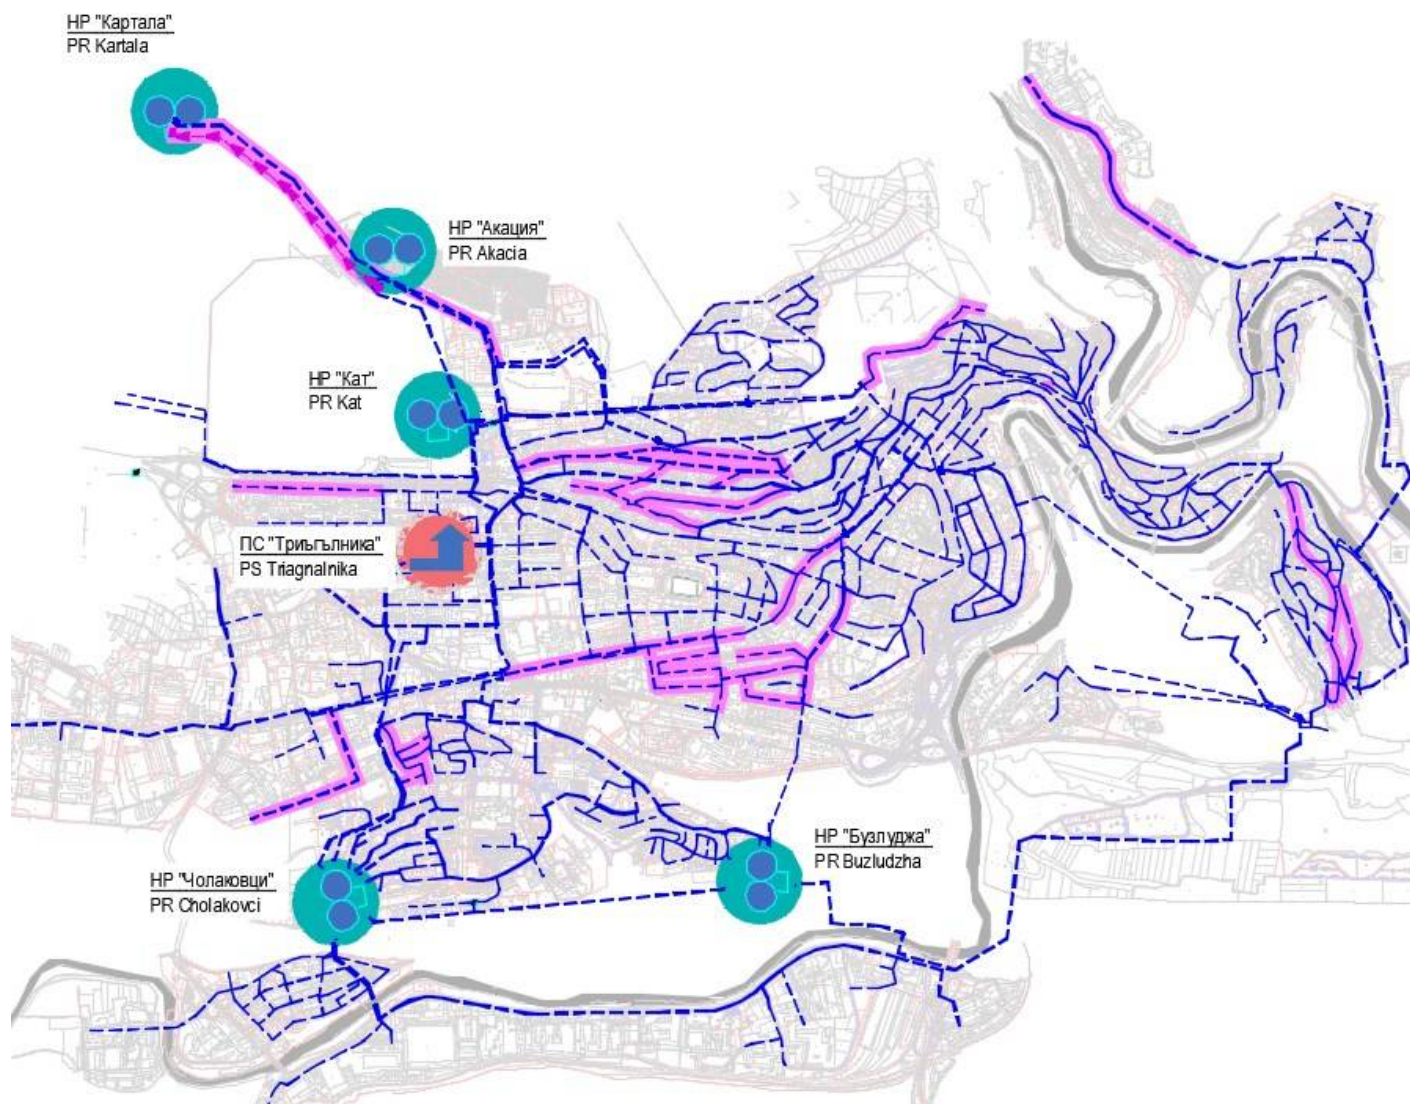 НР "Картала"
PR Kartala
НР "Акация"
PR Akacia
НР "Кат"
PR Kat
ПС "Триъгълника"
PS Triagnalnika
НР "Бузлуджа"
PR Buzludzha
НР "Чолаковци"
PR Cholakovci